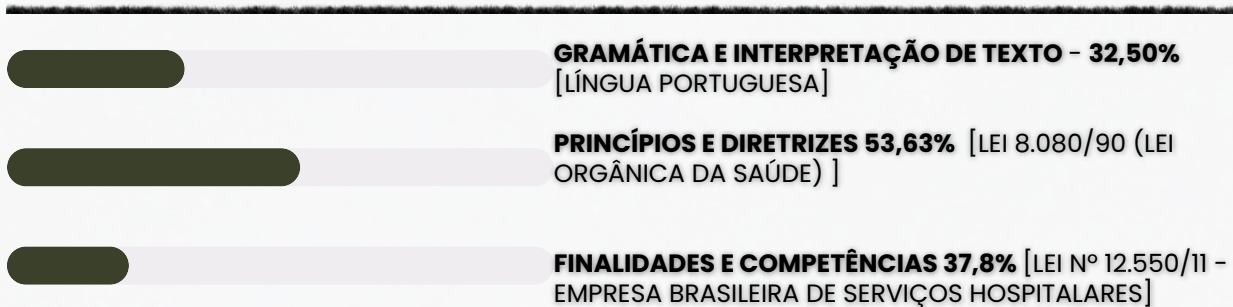 GRAMÁTICA E INTERPRETAÇÃO DE TEXTO - 32,50%
[LÍNGUA PORTUGUESA]
PRINCÍPIOS E DIRETRIZES 53,63% [LEI 8.080/90 (LEI
ORGÂNICA DA SAÚDE) ]
FINALIDADES E COMPETÊNCIAS 37,8% [LEI Nº 12.550/11 -
EMPRESA BRASILEIRA DE SERVIÇOS HOSPITALARES]